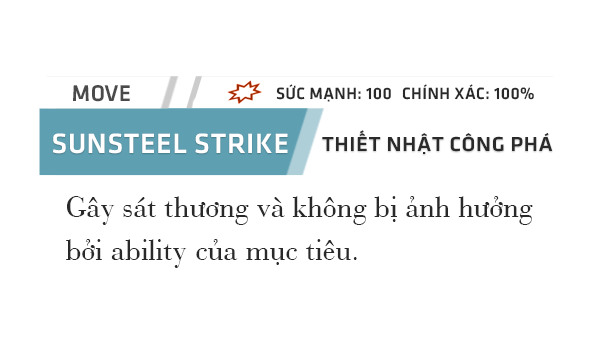 MOVE SỨC MẠNH: 100 CHÍNH XÁC: 100%
SUNSTEEL STRIKE THIẾT NHẬT CÔNG PHÁ
Gây sát thương và không bị ảnh hưởng
bởi ability của mục tiêu.